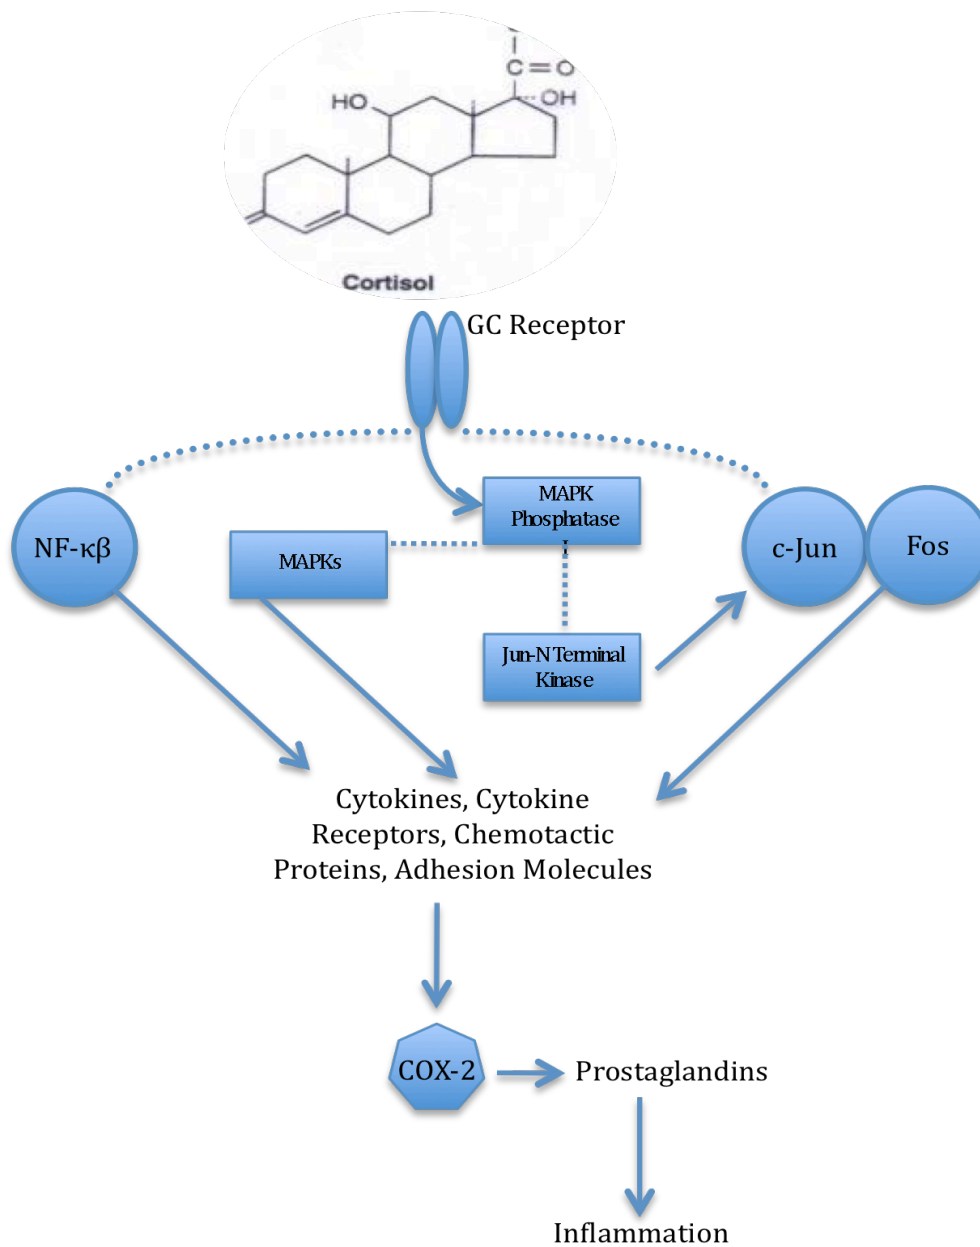 C=O
HO
OH
Cortisol
GC Receptor
MAPK
Phosphatase
NF-κβ
MAPKs
c-Jun
Fos
Jun-N Terminal
Kinase
Cytokines, Cytokine
Receptors, Chemotactic
Proteins, Adhesion Molecules
COX-2
Prostaglandins
Inflammation